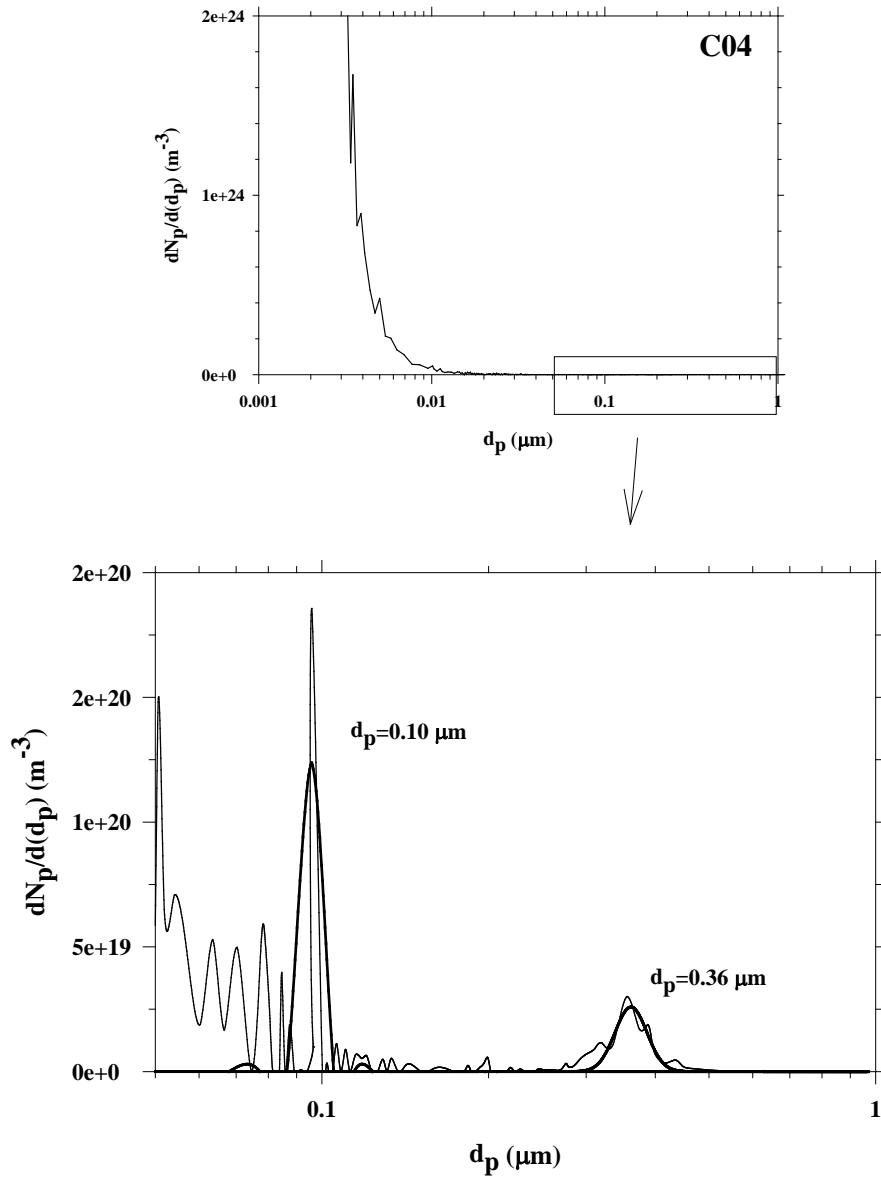 2e+24
C04
dNp/d(dp) (m-3)
1e+24
0e+0
0.001 0.01 0.1 1
dp (μm)
2e+20
2e+20
dp=0.10 μm
dNp/d(dp) (m-3)
1e+20
dp=0.36 μm
5e+19
0e+0
0.1 1
dp (μm)